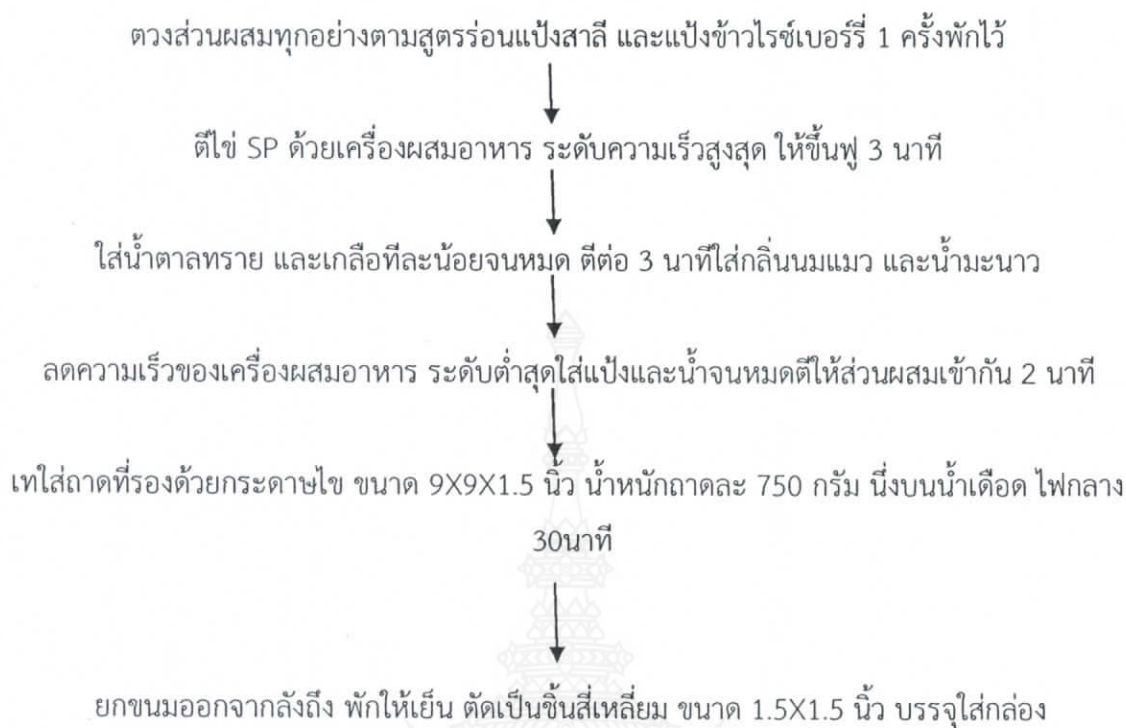 ตวงส่วนผสมทุกอย่างตามสูตรร่อนแป้งสาลี และแป้งข้าวไรซ์เบอร์รี่ 1 ครั้งพักไว้
ตีไข่ SP ด้วยเครื่องผสมอาหาร ระดับความเร็วสูงสุด ให้ขึ้นฟู 3 นาที
ใส่น้ำตาลทราย และเกลือทีละน้อยจนหมด ตีต่อ 3 นาทีใส่กลิ่นนมแมว และน้ำมะนาว
ลดความเร็วของเครื่องผสมอาหาร ระดับต่ำสุดใส่แป้งและน้ำจนหมดตีให้ส่วนผสมเข้ากัน 2 นาที
เทใส่ถาดที่รองด้วยกระดาษไข ขนาด 9X9X1.5 นิ้ว น้ำหนักถาดละ 750 กรัม นึ่งบนน้ำเดือด ไฟกลาง
30นาที
ยกขนมออกจากลังถึง พักให้เย็น ตัดเป็นชิ้นสี่เหลี่ยม ขนาด 1.5X1.5 นิ้ว บรรจุใส่กล่อง